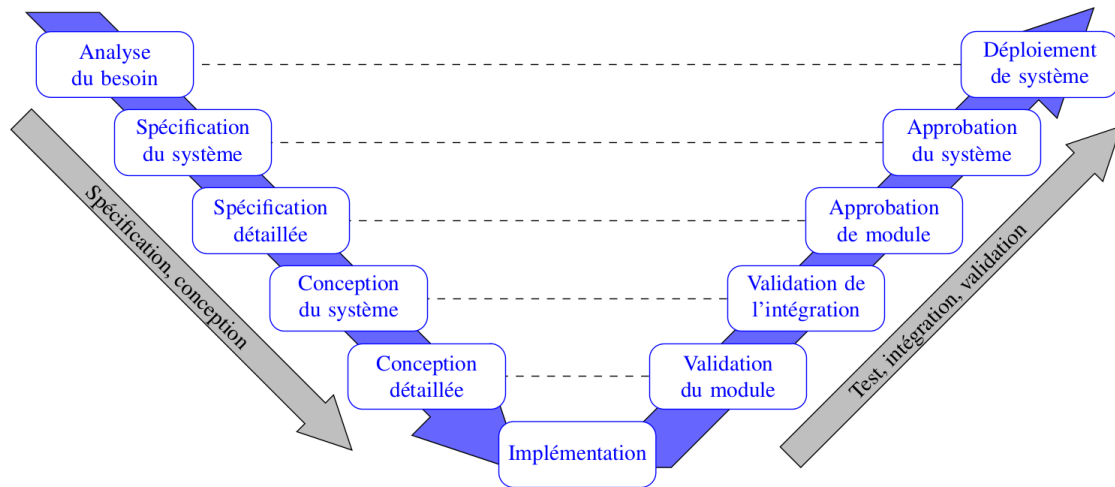 Analyse
du besoin
Déploiement
de système
Spécification
du système
Approbation
du système
Spécification
détaillée
Approbation
de module
Spécification, conception
Test, intégration, validation
Conception
du système
Validation de
l'intégration
Conception
détaillée
Validation
du module
Implémentation